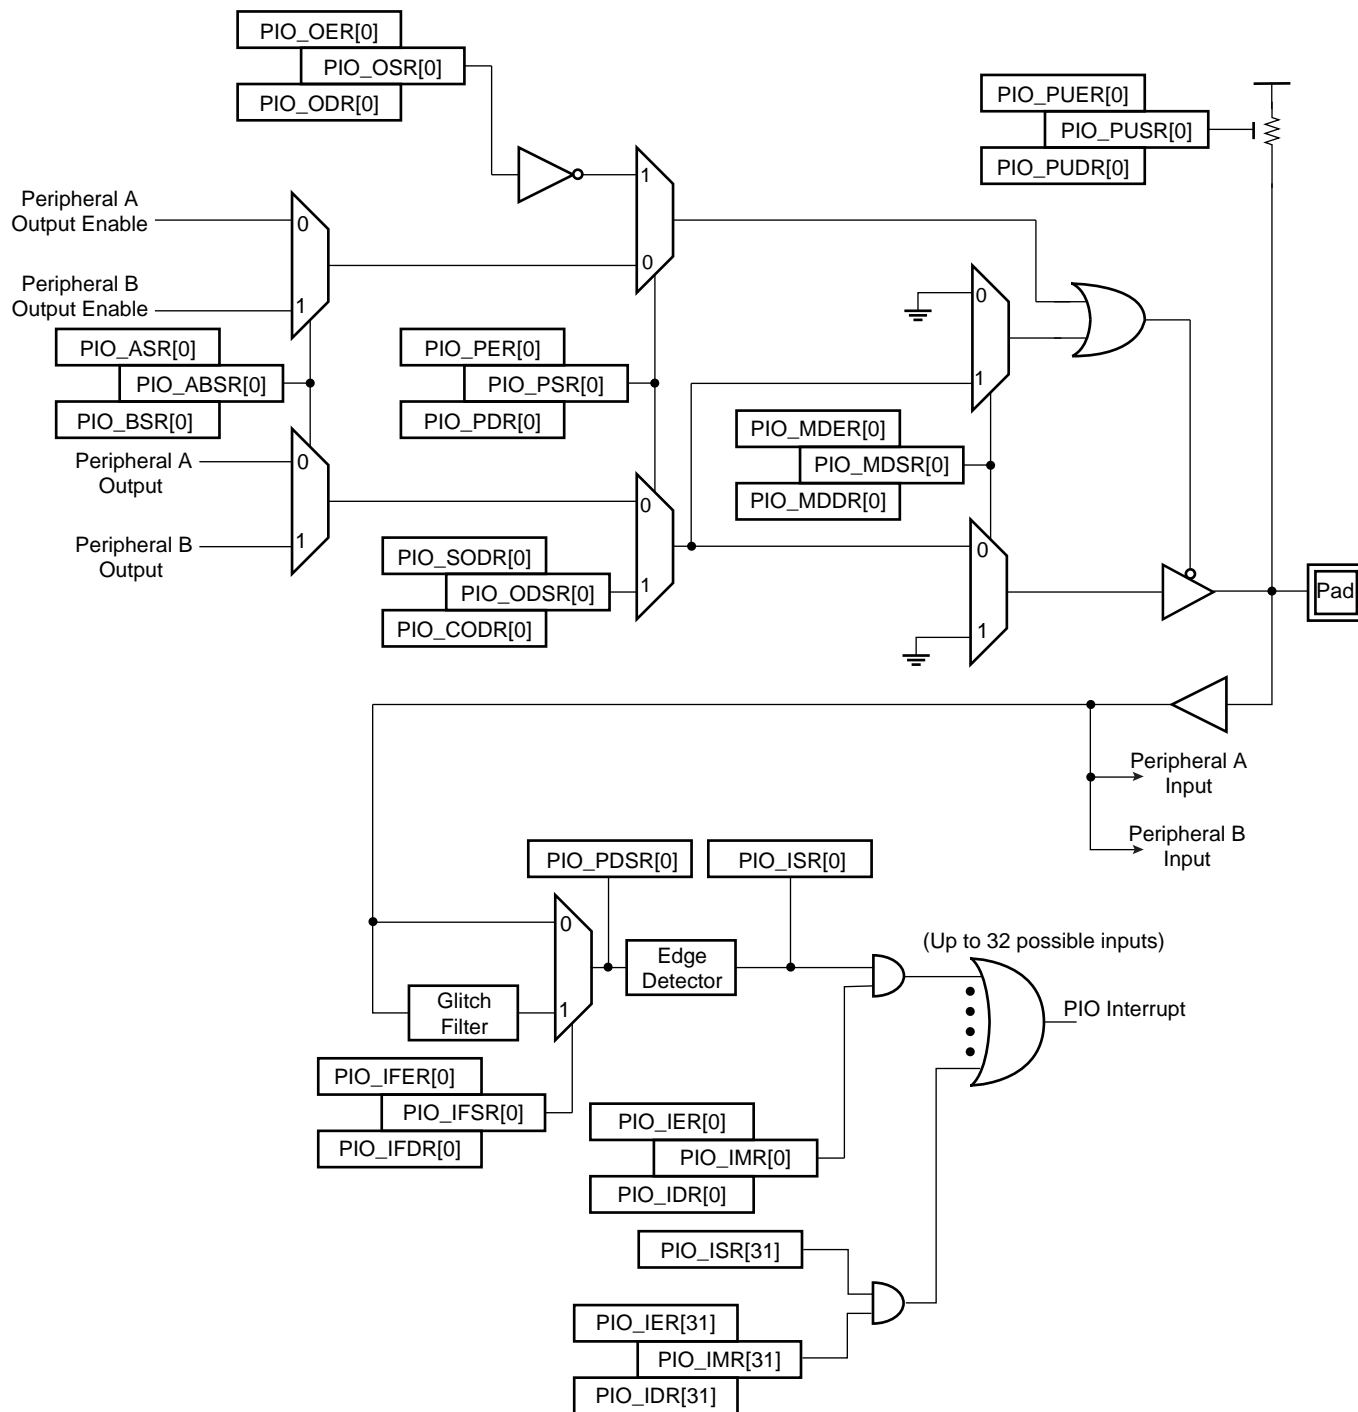 PIO_OER[0]
PIO_OSR[0]
PIO_ODR[0]
PIO_PUER[0]
PIO_PUSR[0]
PIO_PUDR[0]
1
0
Peripheral A
Output Enable
0
Peripheral B
Output Enable
1
0
1
PIO_ASR[0]
PIO_ABSR[0]
PIO_BSR[0]
PIO_PER[0]
PIO_PSR[0]
PIO_PDR[0]
PIO_MDER[0]
PIO_MDSR[0]
PIO_MDDR[0]
Peripheral A
Output
0
Peripheral B
Output
1
0
1
PIO_SODR[0]
PIO_ODSR[0]
PIO_CODR[0]
0
1
Pad
Peripheral A
Input
Peripheral B
Input
PIO_PDSR[0]
PIO_ISR[0]
0
1
Glitch
Filter
Edge
Detector
(Up to 32 possible inputs)
PIO Interrupt
PIO_IFER[0]
PIO_IFSR[0]
PIO_IFDR[0]
PIO_IER[0]
PIO_IMR[0]
PIO_IDR[0]
PIO_ISR[31]
PIO_IER[31]
PIO_IMR[31]
PIO_IDR[31]